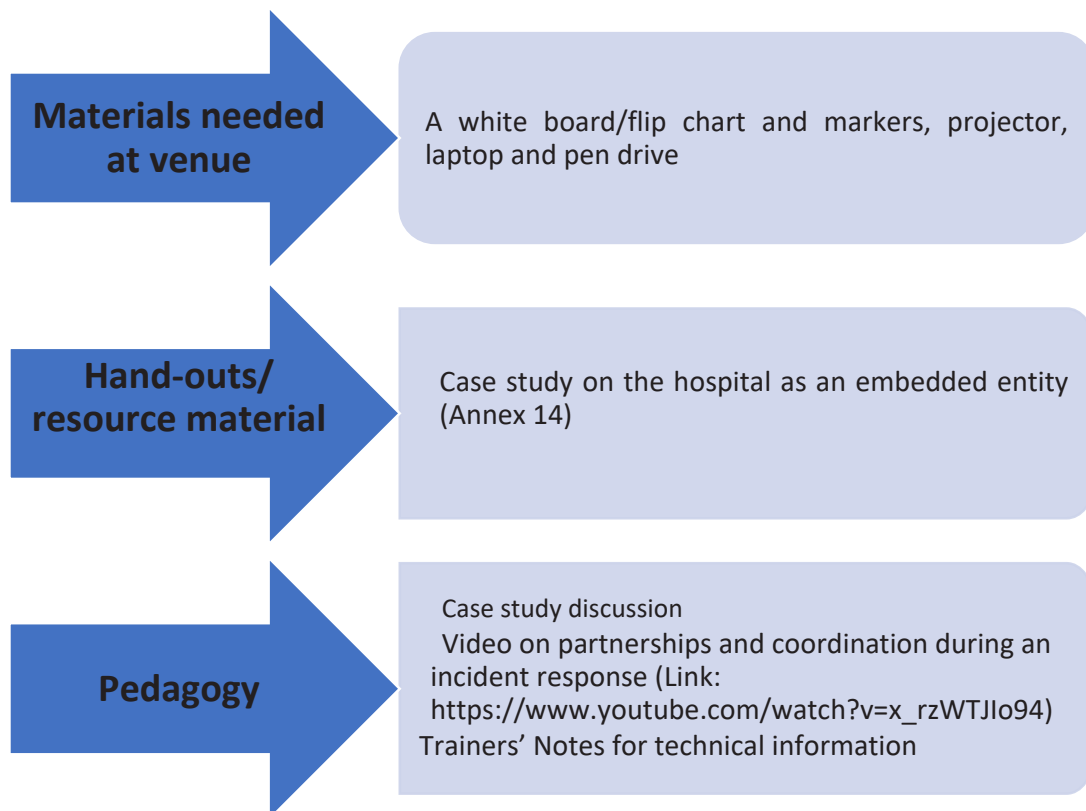 Materials needed
at venue
A white board/flip chart and markers, projector,
laptop and pen drive
Hand-outs/
resource material
Case study on the hospital as an embedded entity
(Annex 14)
Pedagogy
Case study discussion
Video on partnerships and coordination during an
incident response (Link:
https://www.youtube.com/watch?v=x_rzWTJIo94)
Trainers’ Notes for technical information